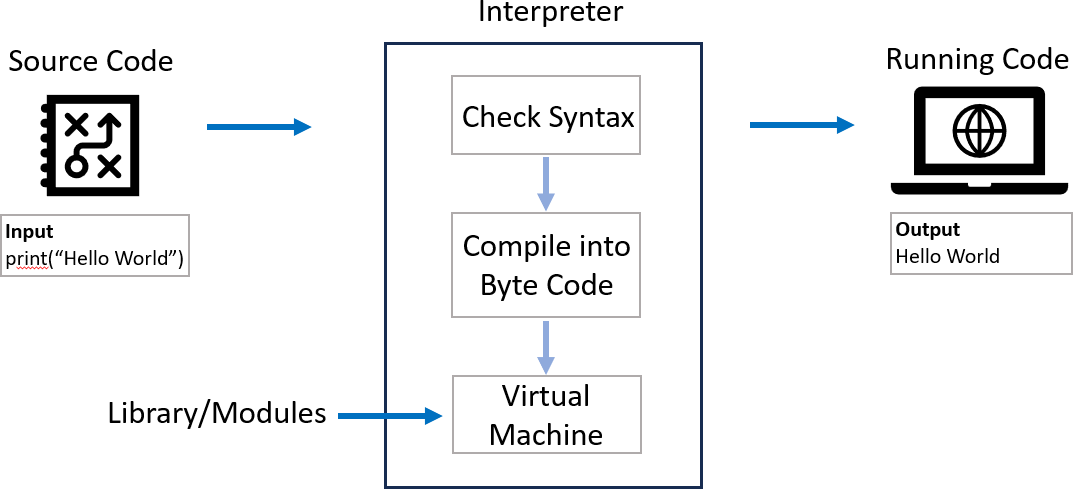 Interpreter
Source Code
Input
print(“Hello World”)
Check Syntax
Compile into
Byte Code
Library/Modules
Virtual
Machine
Running Code
Output
Hello World